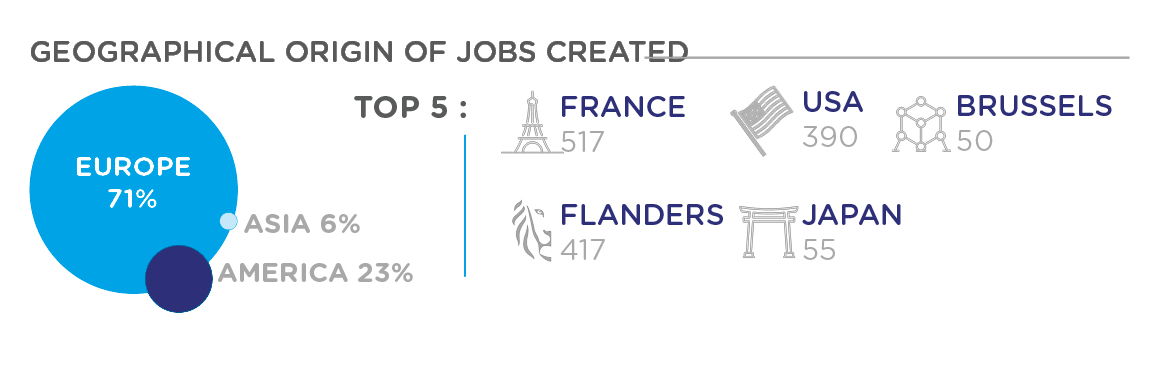 GEOGRAPHICAL ORIGIN OF JOBS CREATED
EUROPE
71%
ASIA 6%
AMERICA 23%
TOP 5 :
FRANCE
517
USA
390
BRUSSELS
50
FLANDERS
417
JAPAN
55